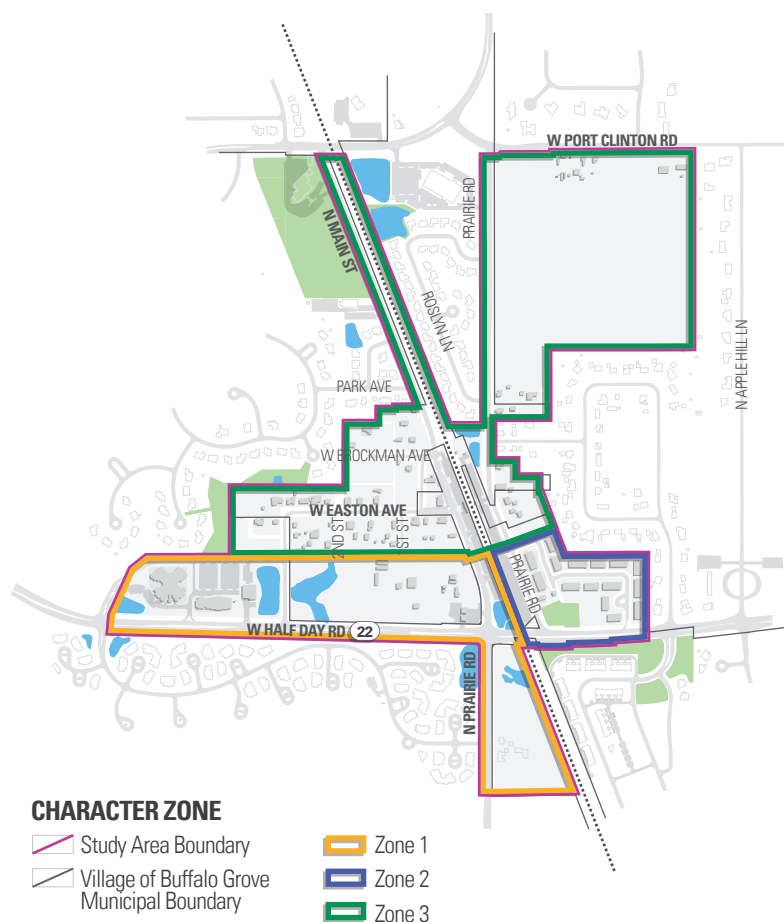 W PORT CLINTON RD
PRAIRIE RD
N MAIN ST
ROSLYN LN
N APPLE HILL LN
PARK AVE
W BROCKMAN AVE
W EASTON AVE
2ND ST
1ST ST
PRAIRIE RD
W HALF DAY RD 22
N PRAIRIE RD
CHARACTER ZONE
Study Area Boundary
Village of Buffalo Grove
Municipal Boundary
Zone 1
Zone 2
Zone 3